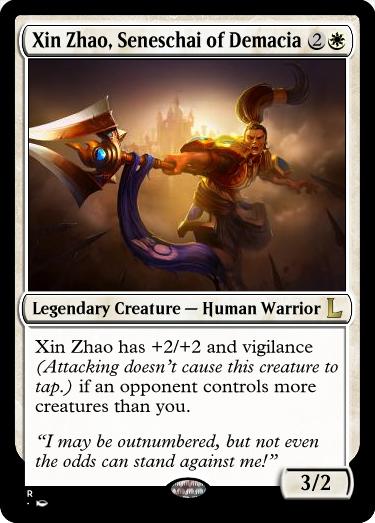 Xin Zhao, Seneschai of Demacia 2
Legendary Creature — Human Warrior L
Xin Zhao has +2/+2 and vigilance
(Attacking doesn't cause this creature to
tap.) if an opponent controls more
creatures than you.
“I may be outnumbered, but not even
the odds can stand against me!”
3/2
R